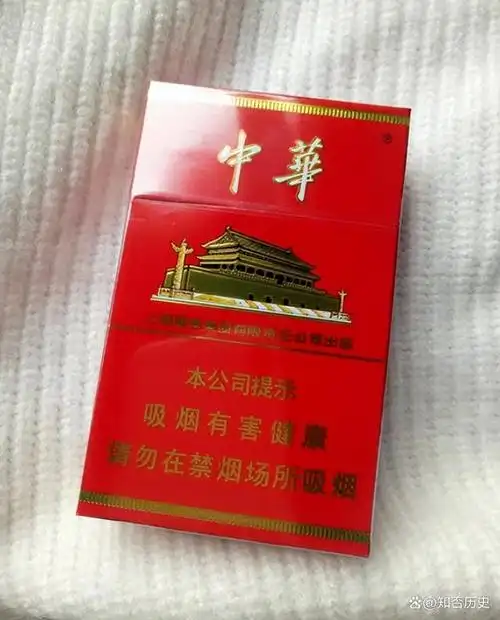 中華
本公司提示
吸烟有害健康
请勿在禁烟场所吸烟
知否历史